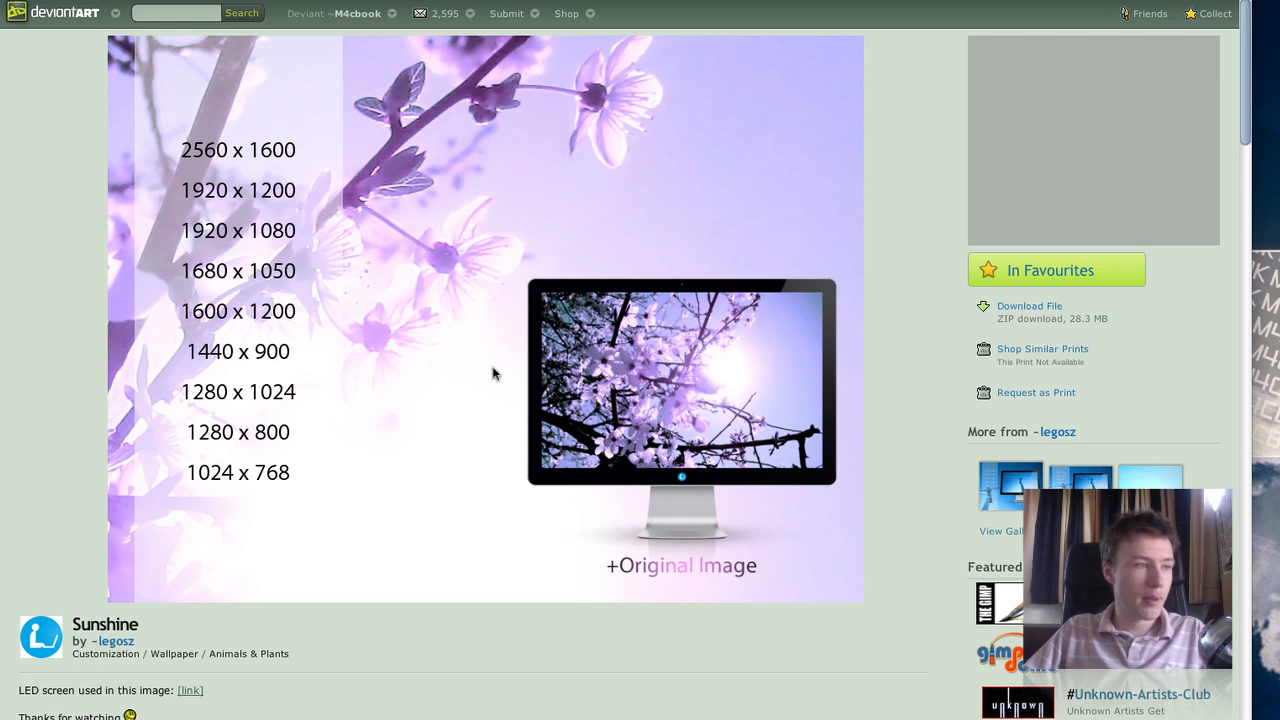 deviantART
Search
Deviant ~M4cbook
2,595
Submit
Shop
Friends
Collect
2560 x 1600
1920 x 1200
1920 x 1080
1680 x 1050
1600 x 1200
1440 x 900
1280 x 1024
1280 x 800
1024 x 768
+Original Image
In Favourites
Download File
ZIP download, 28.3 MB
Shop Similar Prints
This Print Not Available
Request as Print
More from ~legosz
View Gall
Featured
THE GIMP
gimp
unknown
#Unknown-Artists-Club
Unknown Artists Get
Sunshine
by ~legosz
Customization / Wallpaper / Animals & Plants
LED screen used in this image: [link]
Thanks for watching